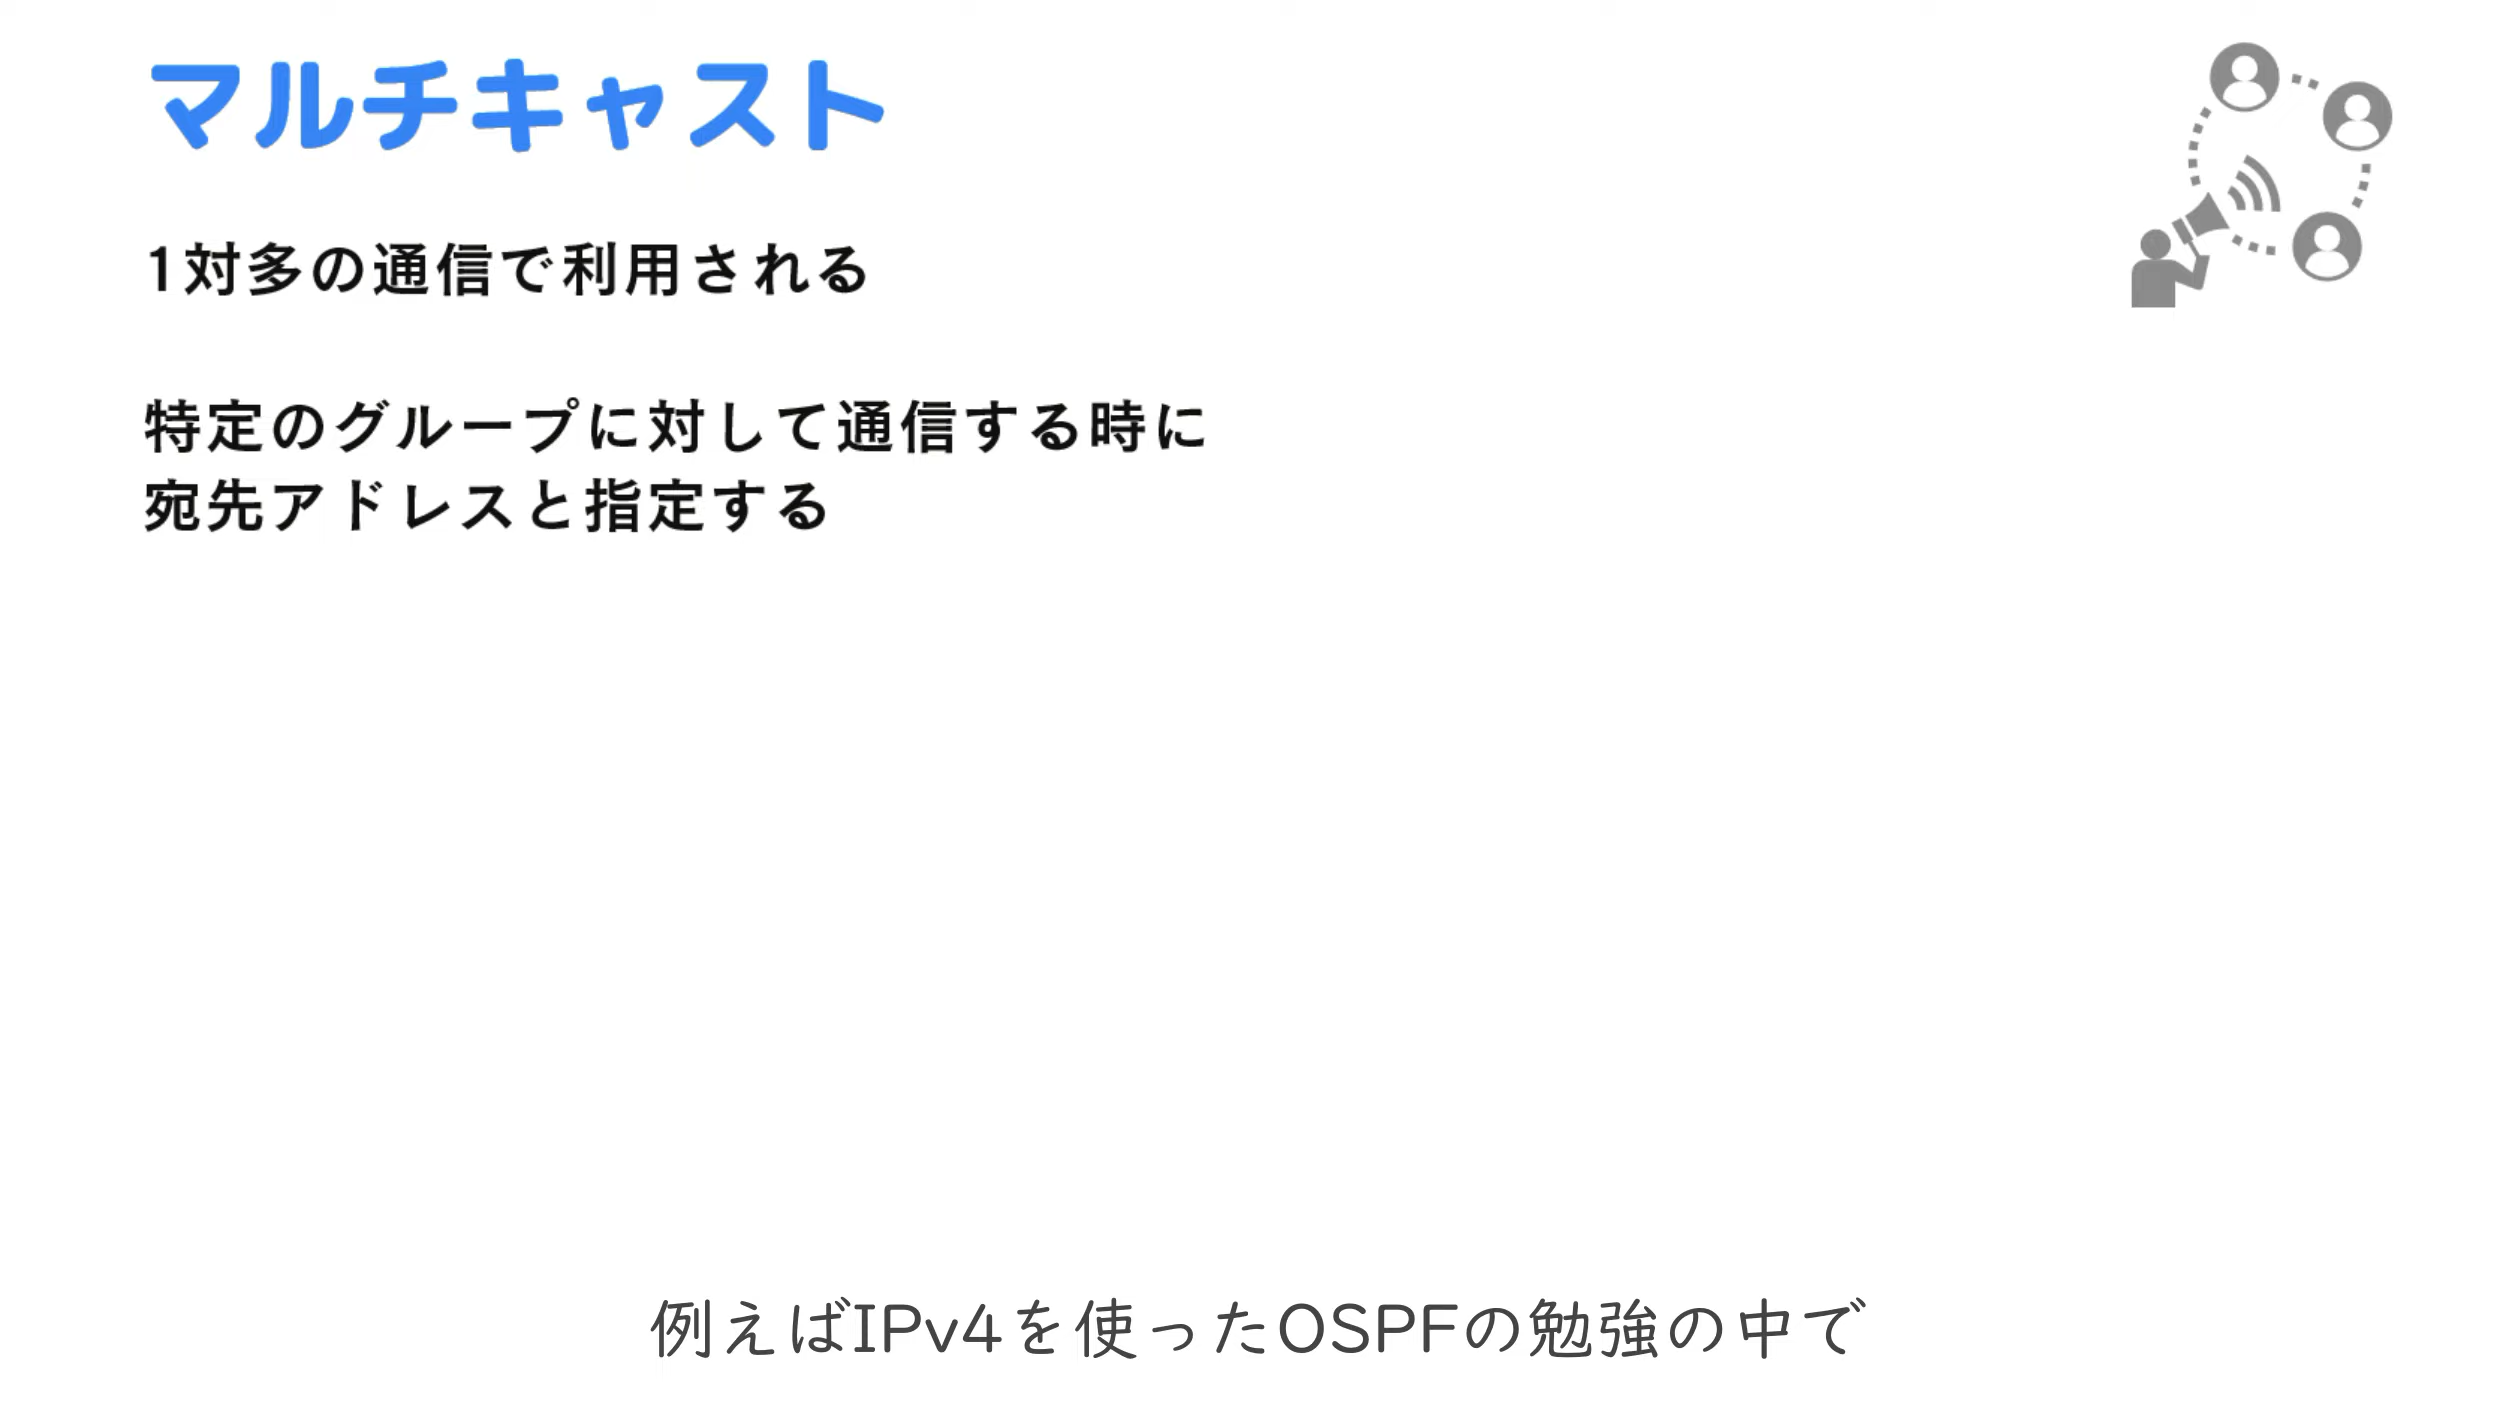 マルチキャスト
1対多の通信で利用される
特定のグループに対して通信する時に
宛先アドレスと指定する
例えばIPv4を使ったOSPFの勉強の中で